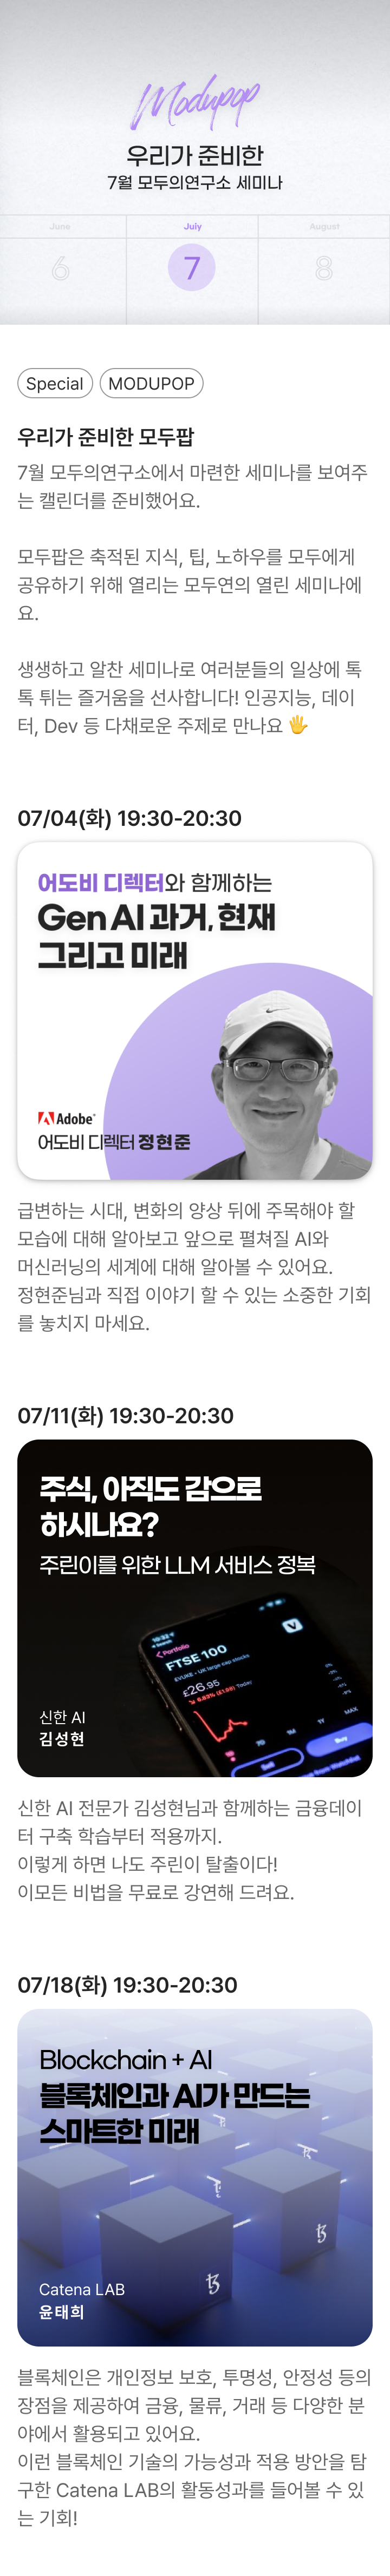 Modupop
우리가 준비한
7월 모두의연구소 세미나
June
Juiy
August
6
7
8
Special
MODUPOP
우리가 준비한 모두팝
7월 모두의연구소에서 마련한 세미나를 보여주
는 캘린더를 준비했어요.
모두팝은 축적된 지식, 팁, 노하우를 모두에게
공유하기 위해 열리는 모두연의 열린 세미나에
요.
생생하고 알찬 세미나로 여러분들의 일상에 톡
톡 튀는 즐거움을 선사합니다! 인공지능, 데이
터, Dev 등 다채로운 주제로 만나요 🖐
07/04(화) 19:30-20:30
어도비 디렉터와 함께하는
Gen AI 과거, 현재
그리고 미래
Adobe
어도비 디렉터 정현준
급변하는 시대, 변화의 양상 뒤에 주목해야 할
모습에 대해 알아보고 앞으로 펼쳐질 AI와
머신러닝의 세계에 대해 알아볼 수 있어요.
정현준님과 직접 이야기 할 수 있는 소중한 기회
를 놓치지 마세요.
07/11(화) 19:30-20:30
주식, 아직도 감으로
하시나요?
주린이를 위한 LLM 서비스 정복
Portfolio
FTSE 100
£26.95
Today
1M
1Y
MAX
Sell
Buy
신한 AI
김성현
신한 AI 전문가 김성현님과 함께하는 금융데이
터 구축 학습부터 적용까지.
이렇게 하면 나도 주린이 탈출이다!
이모든 비법을 무료로 강연해 드려요.
07/18(화) 19:30-20:30
Blockchain + AI
블록체인과 AI가 만드는
스마트한 미래
Catena LAB
윤태희
블록체인은 개인정보 보호, 투명성, 안정성 등의
장점을 제공하여 금융, 물류, 거래 등 다양한 분
야에서 활용되고 있어요.
이런 블록체인 기술의 가능성과 적용 방안을 탐
구한 Catena LAB의 활동성과를 들어볼 수 있
는 기회!